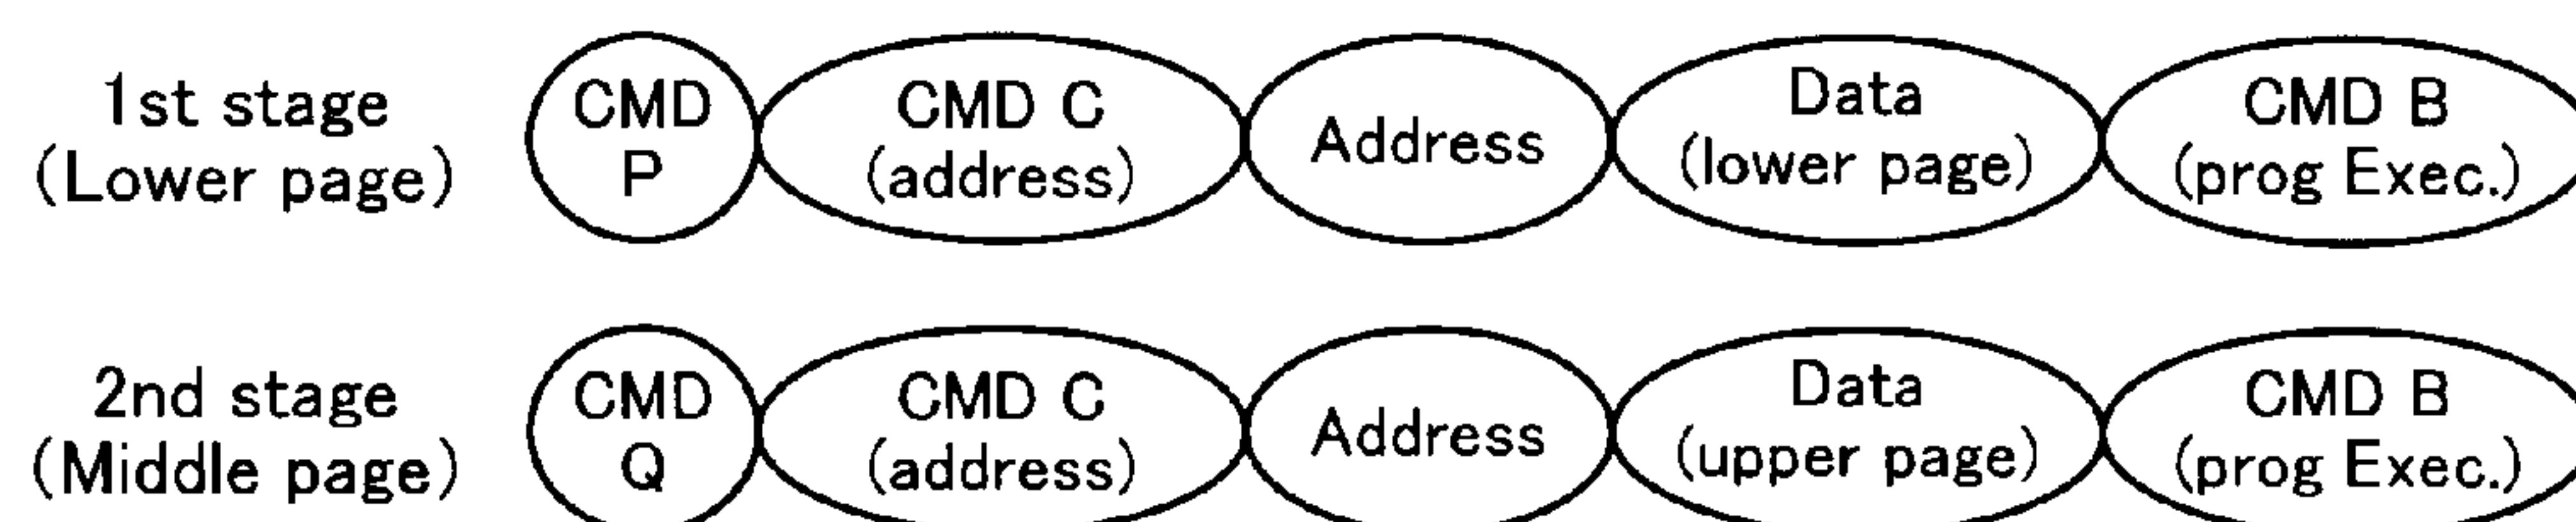 1st stage
(Lower page)
CMD
P
CMD C
(address)
Address
Data
(lower page)
CMD B
(prog Exec.)
2nd stage
(Middle page)
CMD
Q
CMD C
(address)
Address
Data
(upper page)
CMD B
(prog Exec.)